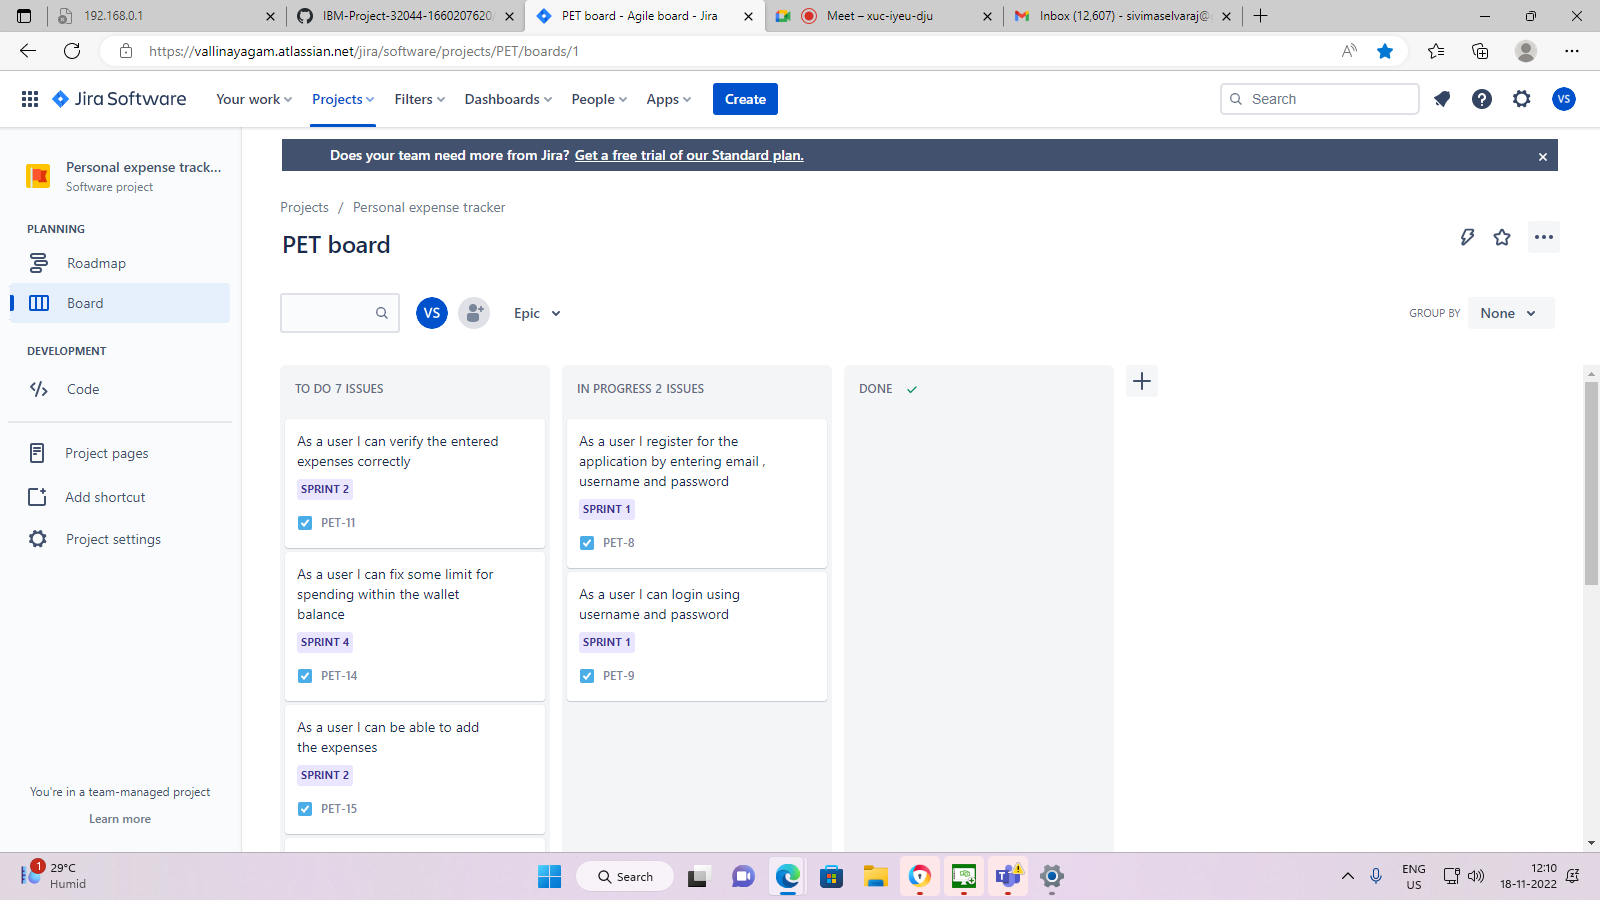 192.168.0.1
IBM-Project-32044-1660207620/
PET board - Agile board - Jira
Meet – xuc-iyeu-dju
Inbox (12,607) - sivimaselvaraj@
https://vallinayagam.atlassian.net/jira/software/projects/PET/boards/1
Jira Software
Your work
Projects
Filters
Dashboards
People
Apps
Create
Search
VS
Does your team need more from Jira? Get a free trial of our Standard plan.
Personal expense track...
Software project
PLANNING
Roadmap
Board
DEVELOPMENT
Code
Project pages
Add shortcut
Project settings
You're in a team-managed project
Learn more
Projects / Personal expense tracker
PET board
VS
Epic
GROUP BY
None
TO DO 7 ISSUES
As a user I can verify the entered
expenses correctly
SPRINT 2
PET-11
As a user I can fix some limit for
spending within the wallet
balance
SPRINT 4
PET-14
As a user I can be able to add
the expenses
SPRINT 2
PET-15
IN PROGRESS 2 ISSUES
As a user I register for the
application by entering email ,
username and password
SPRINT 1
PET-8
As a user I can login using
username and password
SPRINT 1
PET-9
DONE
1
29°C
Humid
Search
ENG
US
12:10
18-11-2022